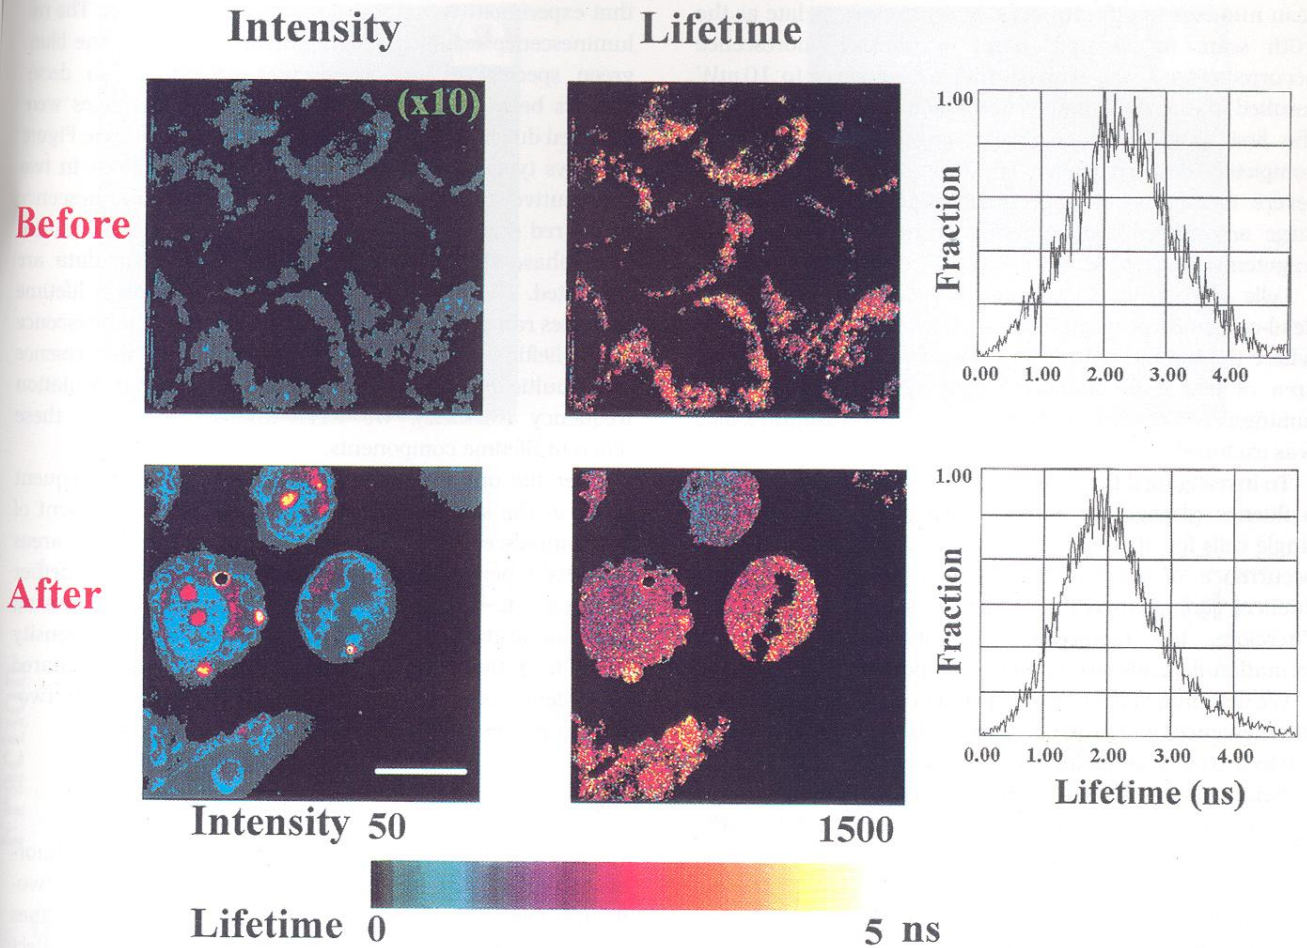 Intensity Lifetime
(x10)
Before
Fraction
1.00
0.00 1.00 2.00 3.00 4.00
After
Fraction
1.00
0.00 1.00 2.00 3.00 4.00
Lifetime (ns)
Intensity 50 1500
Lifetime 0 5 ns